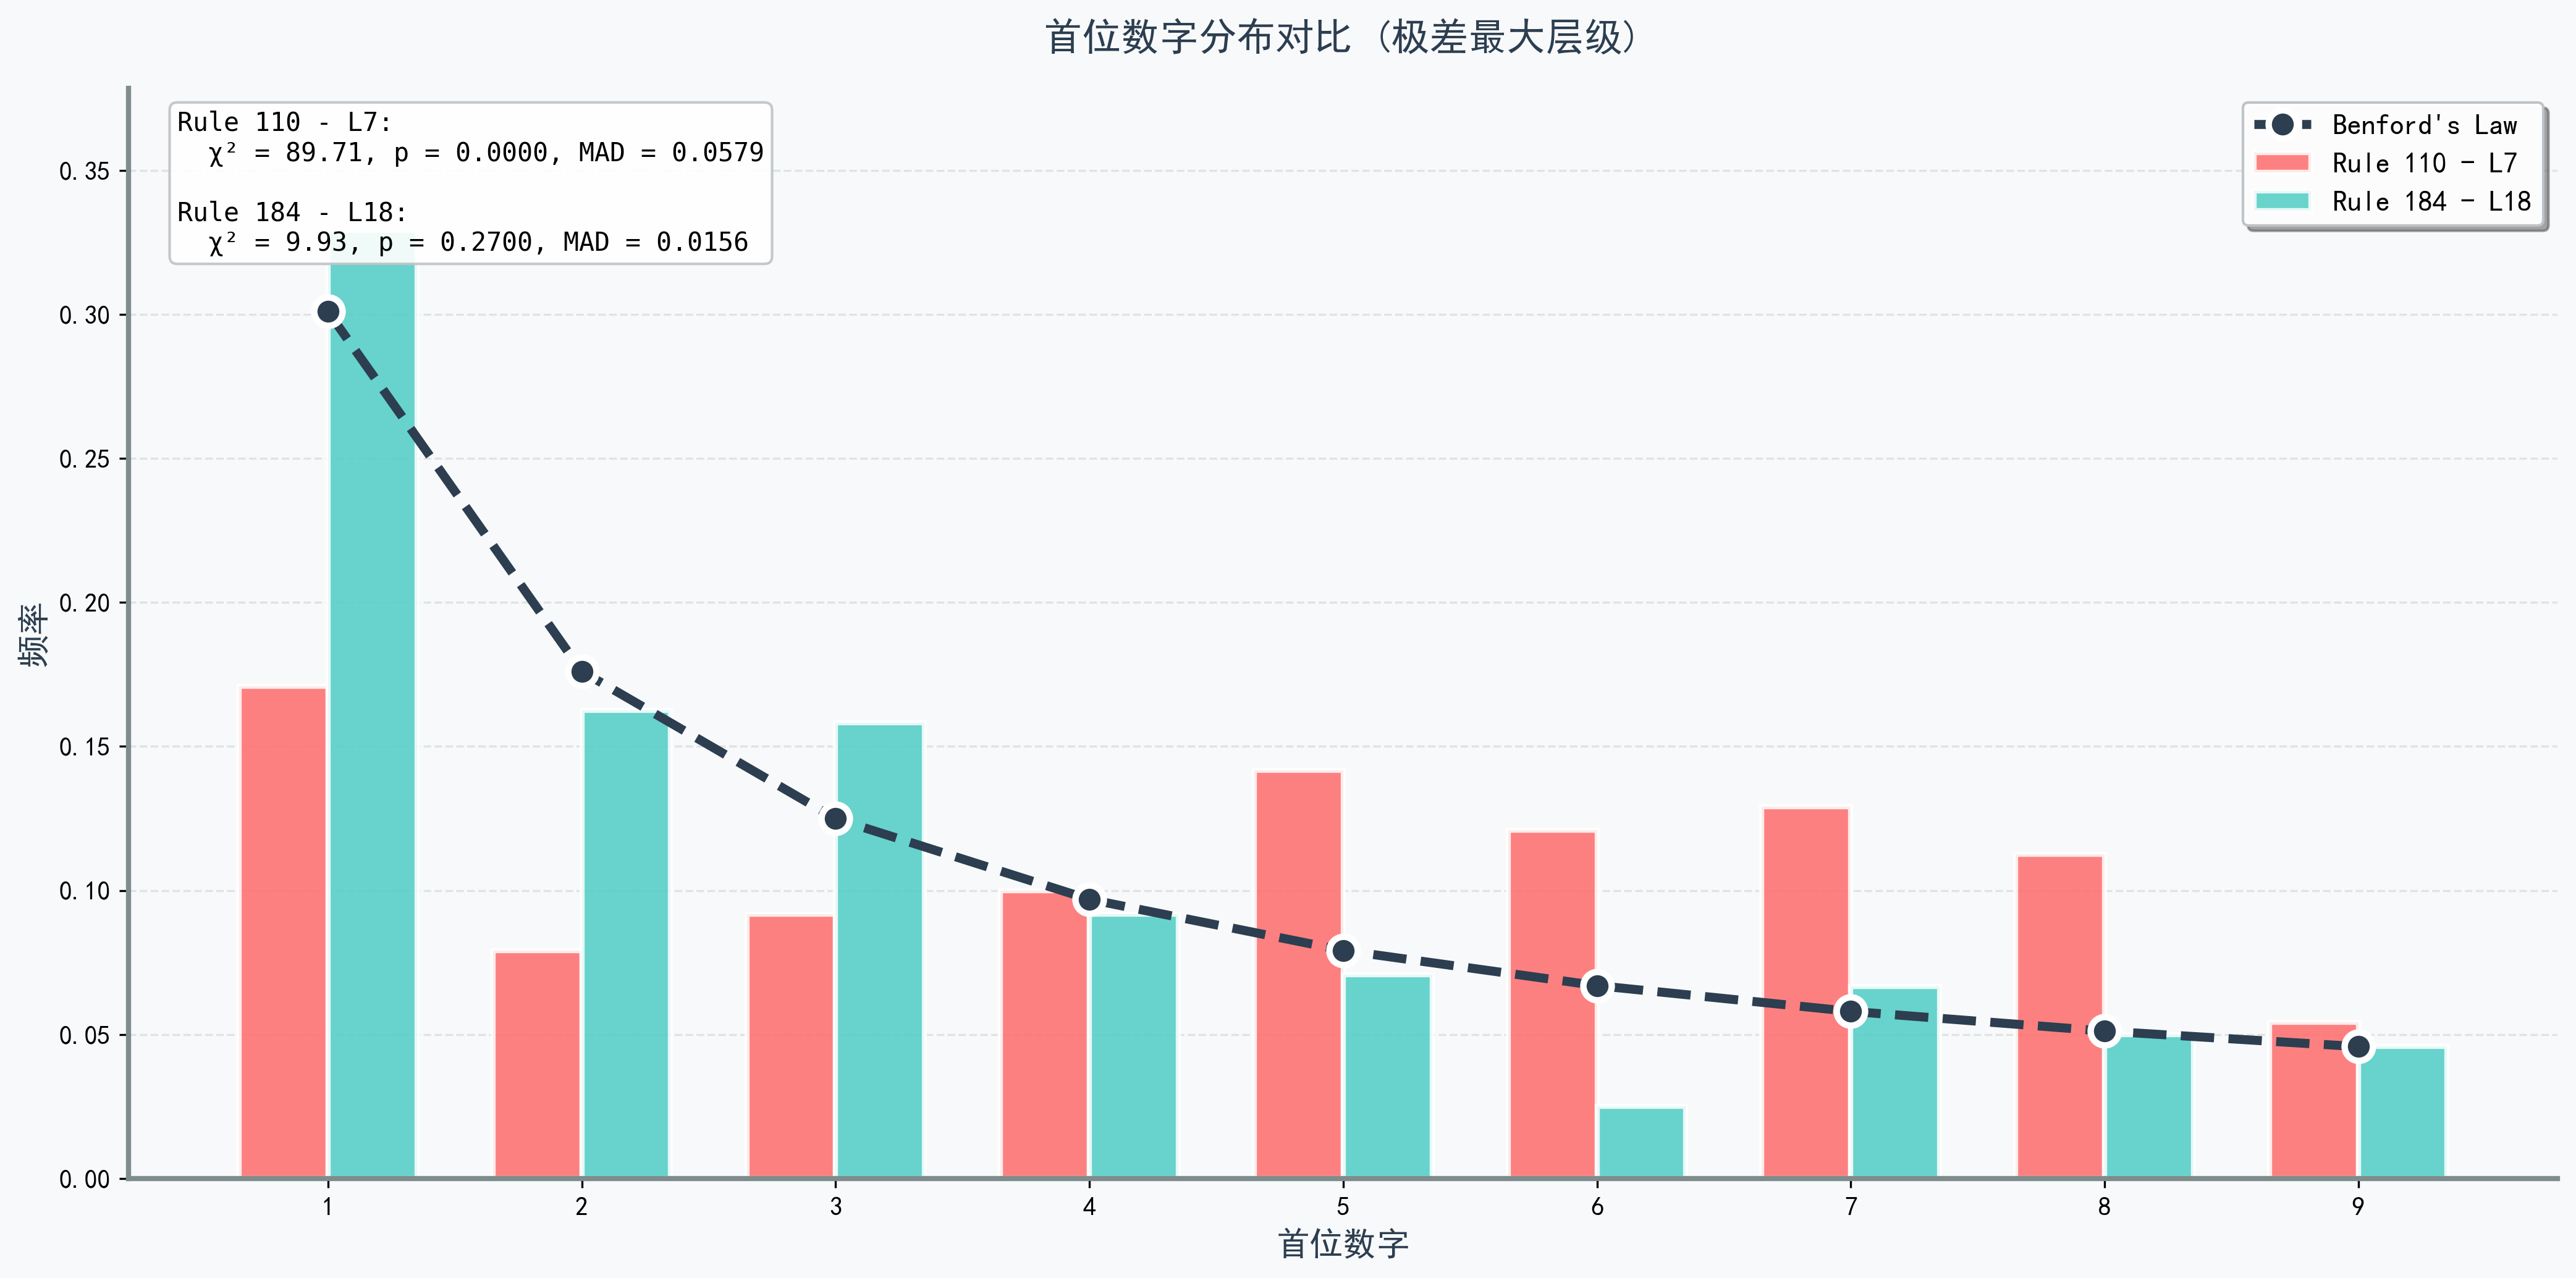 首位数字分布对比（极差最大层级）
Rule 110 - L7:
χ² = 89.71, p = 0.0000, MAD = 0.0579
Rule 184 - L18:
χ² = 9.93, p = 0.2700, MAD = 0.0156
Benford's Law
Rule 110 - L7
Rule 184 - L18
频率
0.35
0.30
0.25
0.20
0.15
0.10
0.05
0.00
1 2 3 4 5 6 7 8 9
首位数字